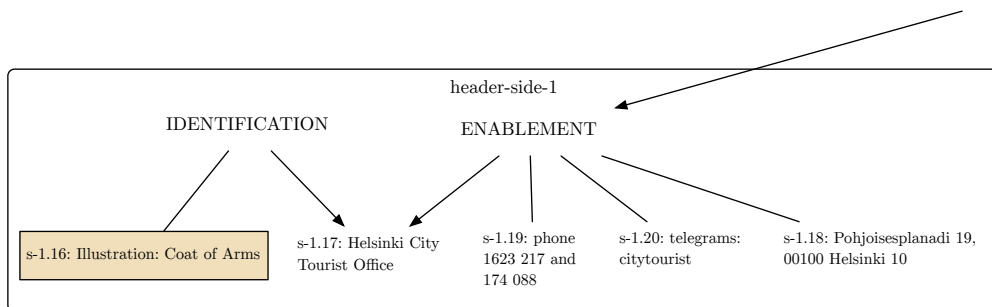 header-side-1
IDENTIFICATION
ENABLEMENT
s-1.16: Illustration: Coat of Arms
s-1.17: Helsinki City
Tourist Office
s-1.19: phone
1623 217 and
174 088
s-1.20: telegrams:
citytourist
s-1.18: Pohjoisesplanadi 19,
00100 Helsinki 10